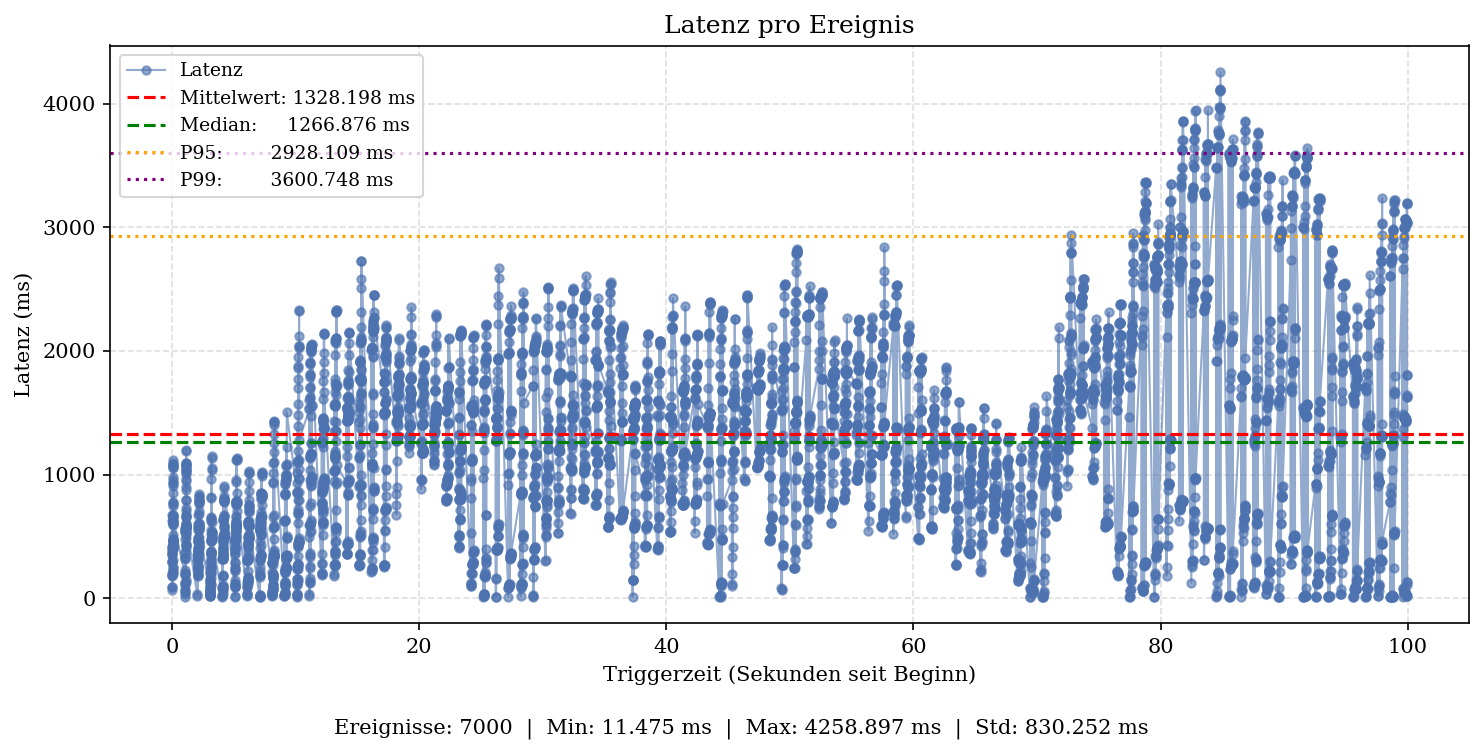 Latenz pro Ereignis
Latenz
Mittelwert: 1328.198 ms
Median: 1266.876 ms
P95: 2928.109 ms
P99: 3600.748 ms
Latenz (ms)
4000
3000
2000
1000
0
0 20 40 60 80 100
Triggerzeit (Sekunden seit Beginn)
Ereignisse: 7000 | Min: 11.475 ms | Max: 4258.897 ms | Std: 830.252 ms